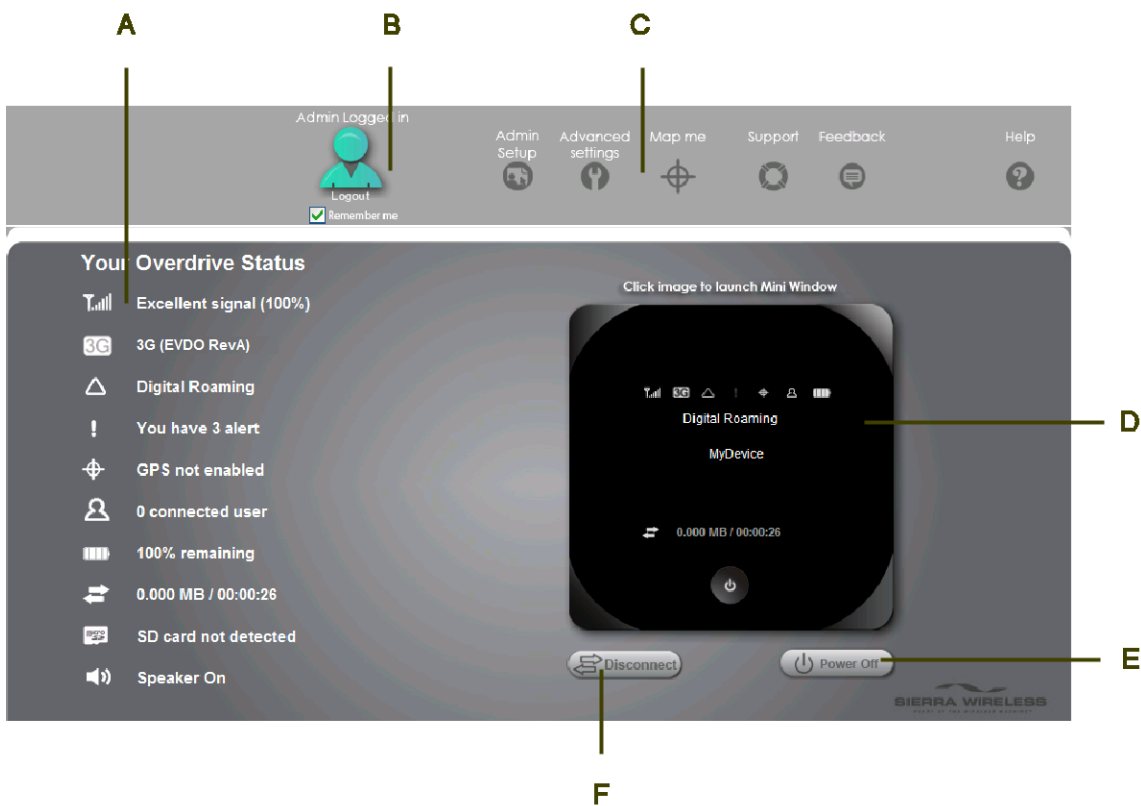 A B C
Admin Logged in
Admin Setup
Advanced settings
Map me
Support
Feedback
Help
Logout
Remember me
Your Overdrive Status
Excellent signal (100%)
3G
3G (EVDO RevA)
Digital Roaming
! You have 3 alert
GPS not enabled
0 connected user
100% remaining
0.000 MB / 00:00:26
SD card not detected
Speaker On
Click image to launch Mini Window
3G !
Digital Roaming
MyDevice
0.000 MB / 00:00:26
D
Disconnect
Power Off
E
SIERRA WIRELESS
F